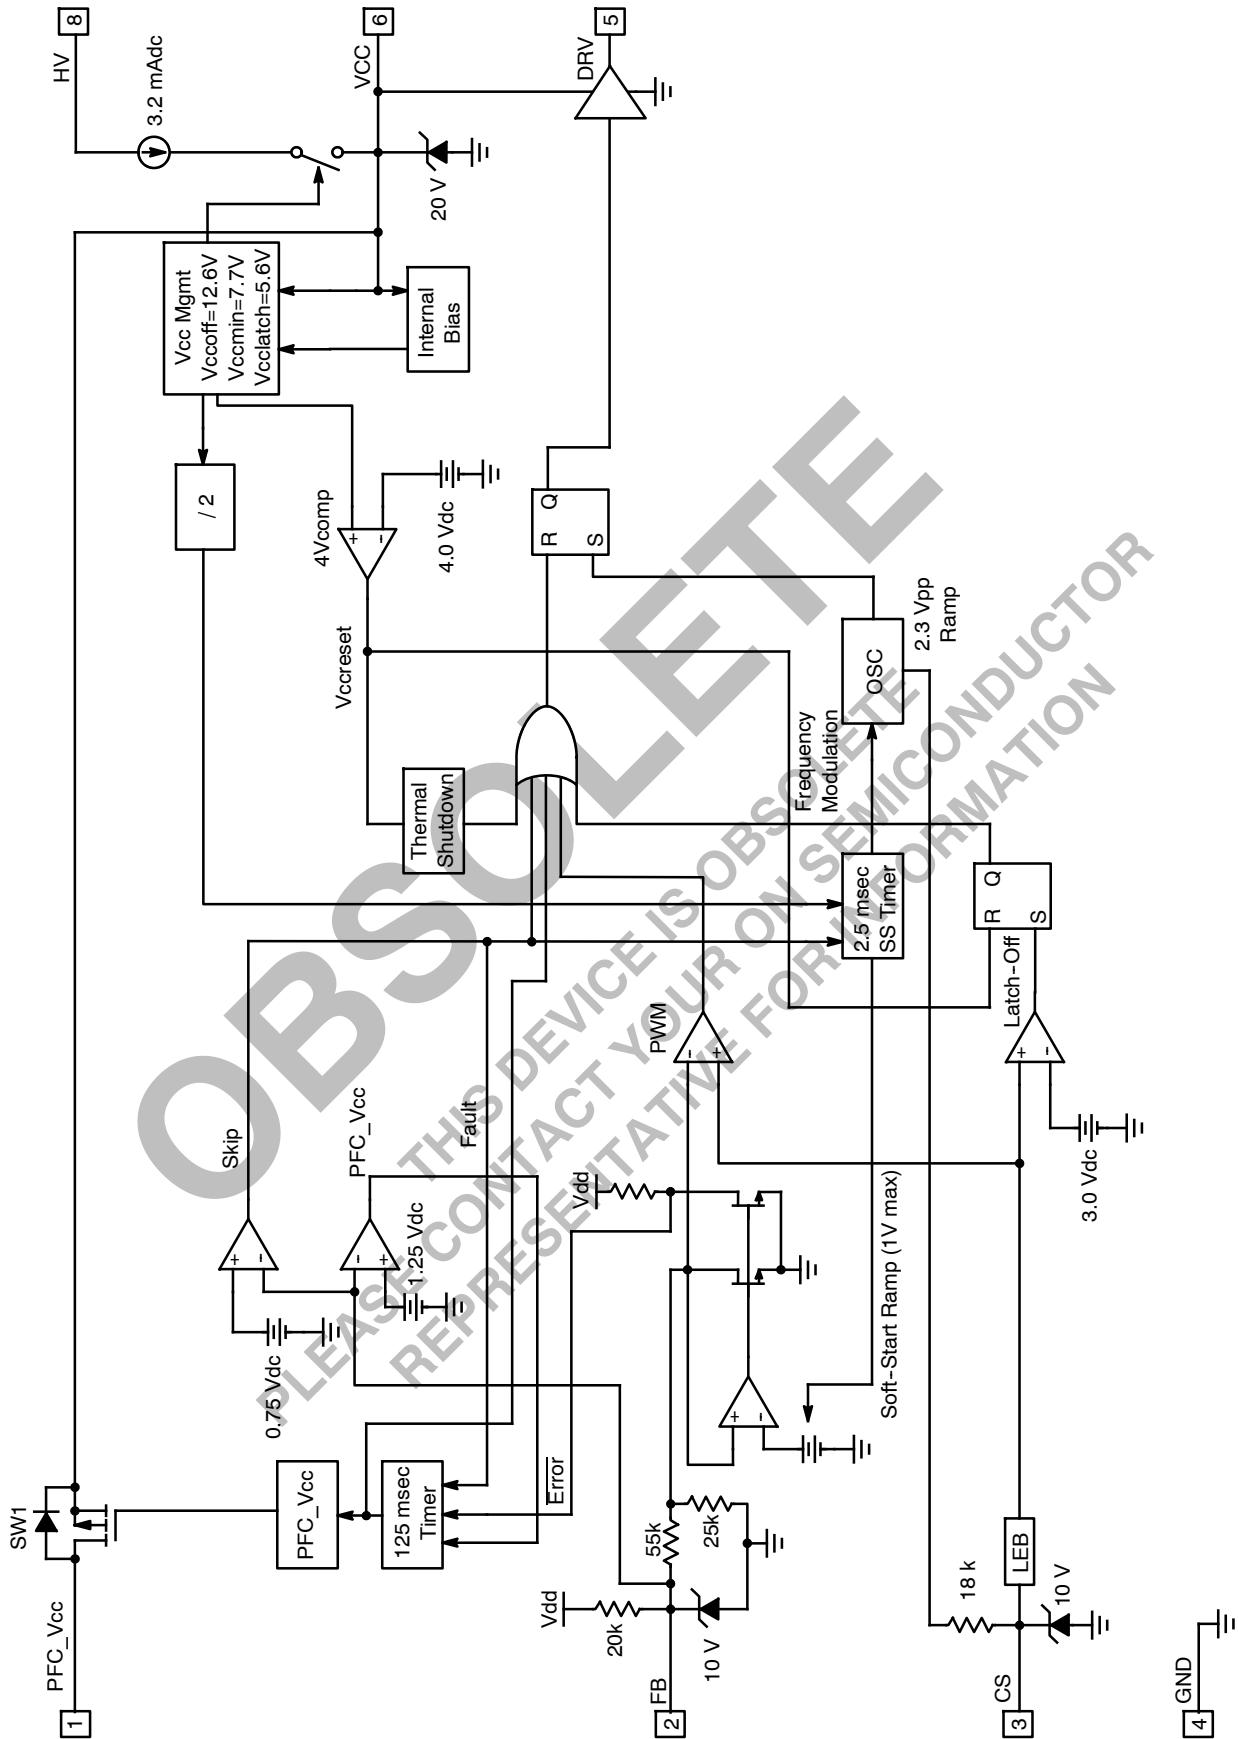 PFC_Vcc
1
SW1
HV
8
3.2 mAdc
PFC_Vcc
125 msec
Timer
0.75 Vdc
Skip
PFC_Vcc
1.25 Vdc
Fault
Error
/ 2
Vcc Mgmt
Vccoff=12.6V
Vccmin=7.7V
Vcclatch=5.6V
Internal
Bias
VCC
6
20 V
Vccreset
4Vcomp
4.0 Vdc
Thermal
Shutdown
R
Q
S
DRV
5
Vdd
20k
FB
2
10 V
55k
25k
Vdd
PWM
Soft-Start Ramp (1V max)
2.5 msec
SS Timer
Frequency
Modulation
OSC
2.3 Vpp
Ramp
CS
3
18 k
10 V
LEB
3.0 Vdc
Latch-Off
R
Q
S
GND
4
+
-
-
+
+
-
-
+
+
-
+
-
OBSOLETE
THIS DEVICE IS OBSOLETE
PLEASE CONTACT YOUR ON SEMICONDUCTOR
REPRESENTATIVE FOR INFORMATION